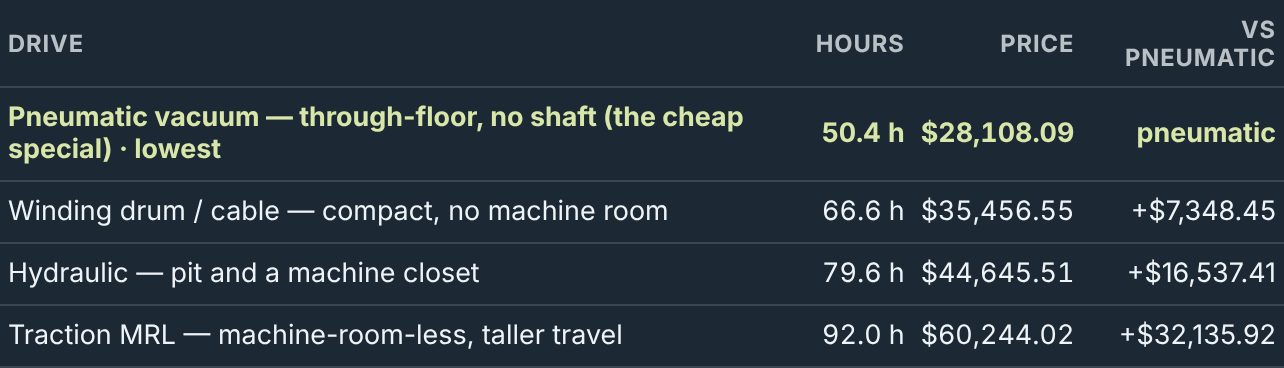 DRIVE HOURS PRICE VS PNEUMATIC
Pneumatic vacuum — through-floor, no shaft (the cheap special) · lowest 50.4 h $28,108.09 pneumatic
Winding drum / cable — compact, no machine room 66.6 h $35,456.55 +$7,348.45
Hydraulic — pit and a machine closet 79.6 h $44,645.51 +$16,537.41
Traction MRL — machine-room-less, taller travel 92.0 h $60,244.02 +$32,135.92